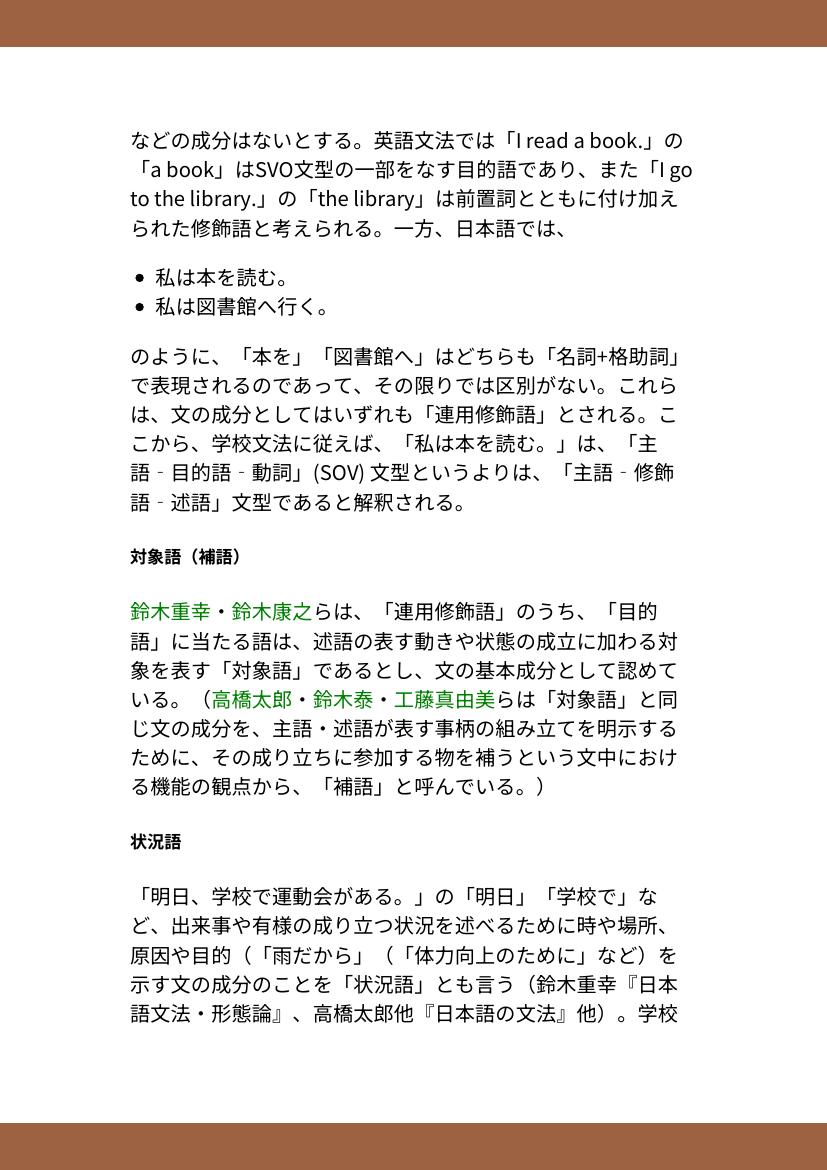 などの成分はないとする。英語文法では「I read a book.」の
「a book」はSVO文型の一部をなす目的語であり、また「I go
to the library.」の「the library」は前置詞とともに付け加え
られた修飾語と考えられる。一方、日本語では、
• 私は本を読む。
• 私は図書館へ行く。
のように、「本を」「図書館へ」はどちらも「名詞+格助詞」
で表現されるのであって、その限りでは区別がない。これら
は、文の成分としてはいずれも「連用修飾語」とされる。こ
こから、学校文法に従えば、「私は本を読む。」は、「主
語‐目的語‐動詞」(SOV) 文型というよりは、「主語‐修飾
語‐述語」文型であると解釈される。
対象語（補語）
鈴木重幸・鈴木康之らは、「連用修飾語」のうち、「目的
語」に当たる語は、述語の表す動きや状態の成立に加わる対
象を表す「対象語」であるとし、文の基本成分として認めて
いる。（高橋太郎・鈴木泰・工藤真由美らは「対象語」と同
じ文の成分を、主語・述語が表す事柄の組み立てを明示する
ために、その成り立ちに参加する物を補うという文中におけ
る機能の観点から、「補語」と呼んでいる。）
状況語
「明日、学校で運動会がある。」の「明日」「学校で」な
ど、出来事や有様の成り立つ状況を述べるために時や場所、
原因や目的（「雨だから」（「体力向上のために」など）を
示す文の成分のことを「状況語」とも言う（鈴木重幸『日本
語文法・形態論』、高橋太郎他『日本語の文法』他）。学校